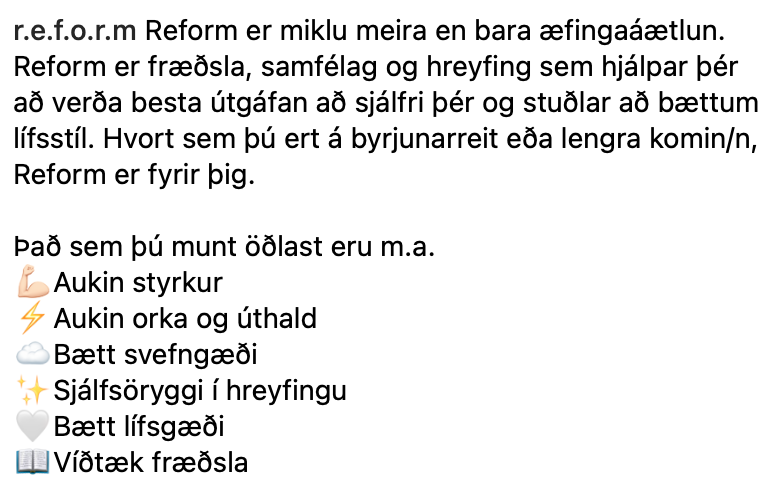 r.e.f.o.r.m Reform er miklu meira en bara æfingaáætlun.
Reform er fræðsla, samfélag og hreyfing sem hjálpar þér
að verða besta útgáfan að sjálfri þér og stuðlar að bættum
lífsstíl. Hvort sem þú ert á byrjunarreit eða lengra komin/n,
Reform er fyrir þig.

Það sem þú munt öðlast eru m.a.
💪🏻Aukin styrkur
⚡Aukin orka og úthald
☁️Bætt svefngæði
✨Sjálfsöryggi í hreyfingu
🤍Bætt lífsgæði
📖Víðtæk fræðsla